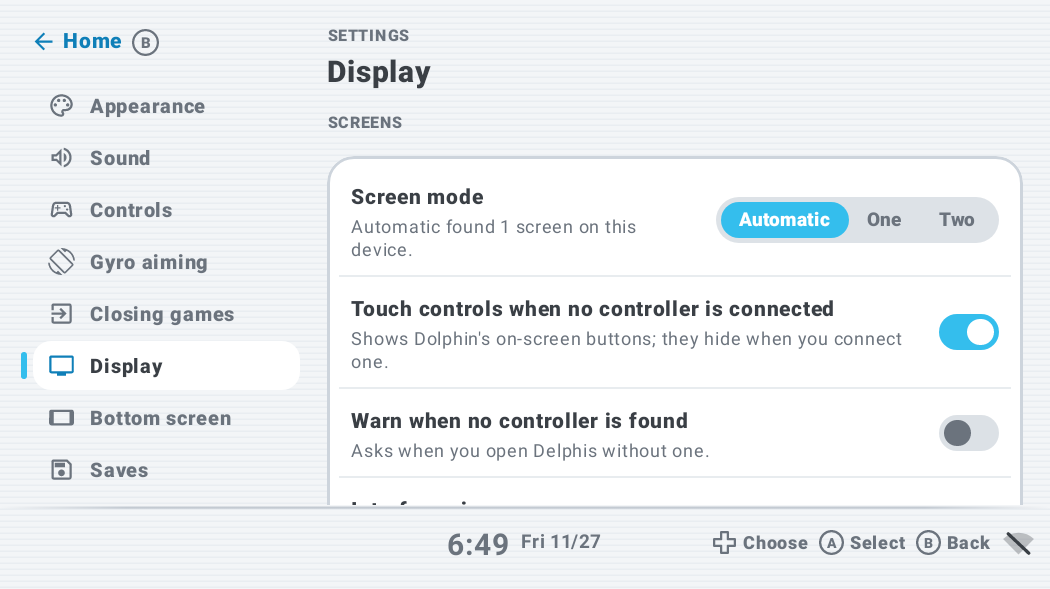 Home B
SETTINGS
Display
SCREENS
Appearance
Sound
Controls
Gyro aiming
Closing games
Display
Bottom screen
Saves
Screen mode
Automatic found 1 screen on this
device.
Automatic One Two
Touch controls when no controller is connected
Shows Dolphin's on-screen buttons; they hide when you connect
one.
Warn when no controller is found
Asks when you open Delphis without one.
6:49 Fri 11/27
Choose A Select B Back